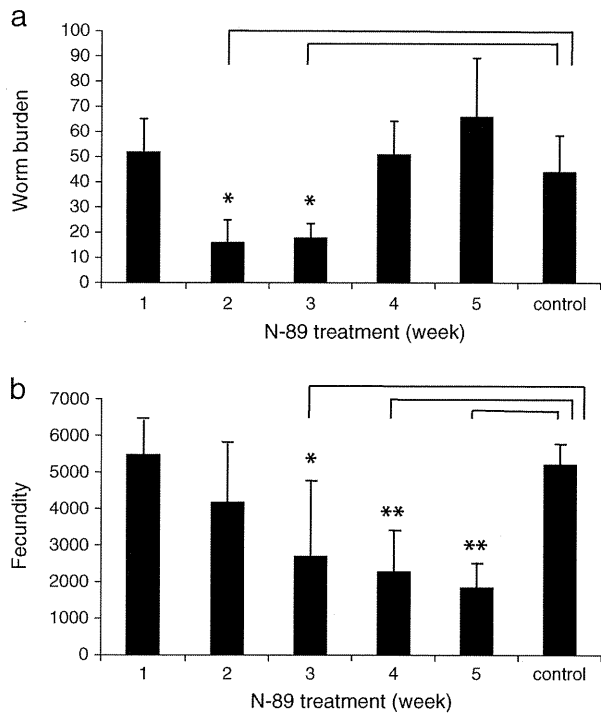 a
Worm burden
100
90
80
70
60
50
40
30
20
10
0
* *
1 2 3 4 5 control
N-89 treatment (week)
b
Fecundity
7000
6000
5000
4000
3000
2000
1000
0
* ** **
1 2 3 4 5 control
N-89 treatment (week)